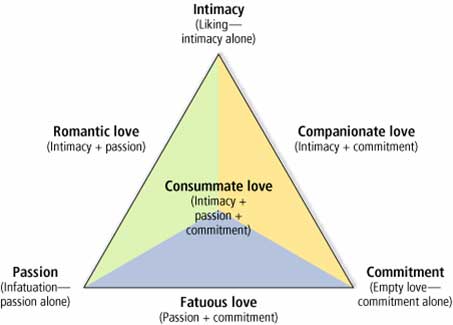 Intimacy
(Liking—
intimacy alone)
Romantic love
(Intimacy + passion)
Companionate love
(Intimacy + commitment)
Consummate love
(Intimacy +
passion +
commitment)
Passion
(Infatuation—
passion alone)
Commitment
(Empty love—
commitment alone)
Fatuous love
(Passion + commitment)